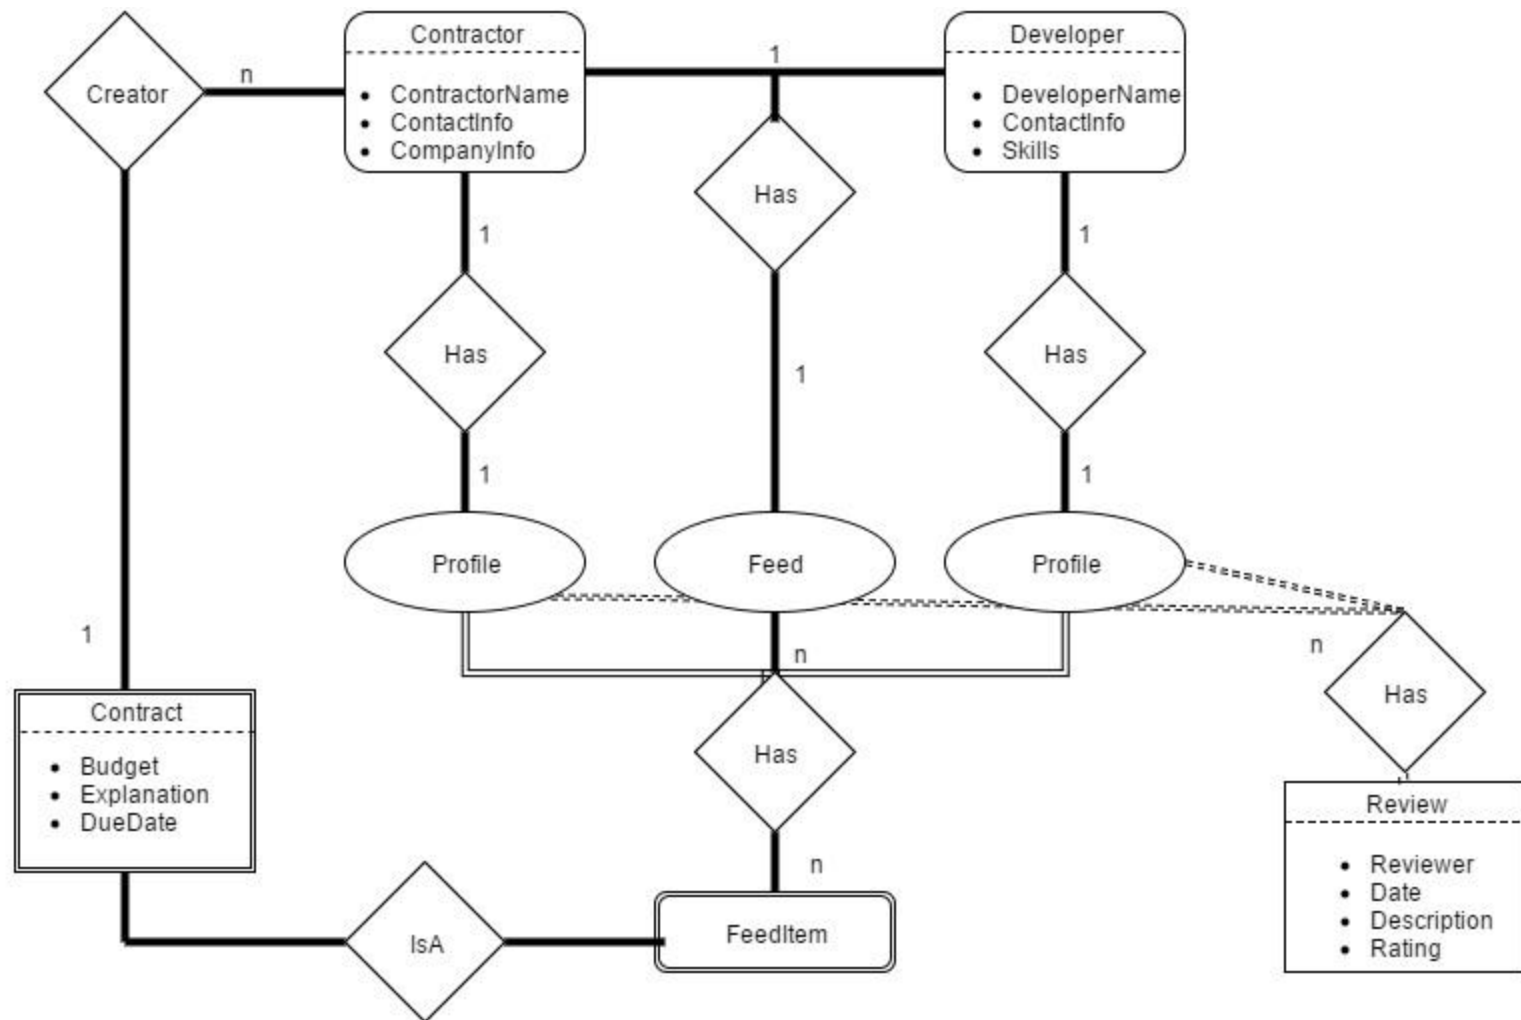 Contractor
Developer
1
n
Creator
• ContractorName
• ContactInfo
• CompanyInfo
• DeveloperName
• ContactInfo
• Skills
Has
1
1
Has
Has
1
1
1
Profile
Feed
Profile
1
n
n
Has
Contract
• Budget
• Explanation
• DueDate
Has
Review
• Reviewer
• Date
• Description
• Rating
n
IsA
FeedItem